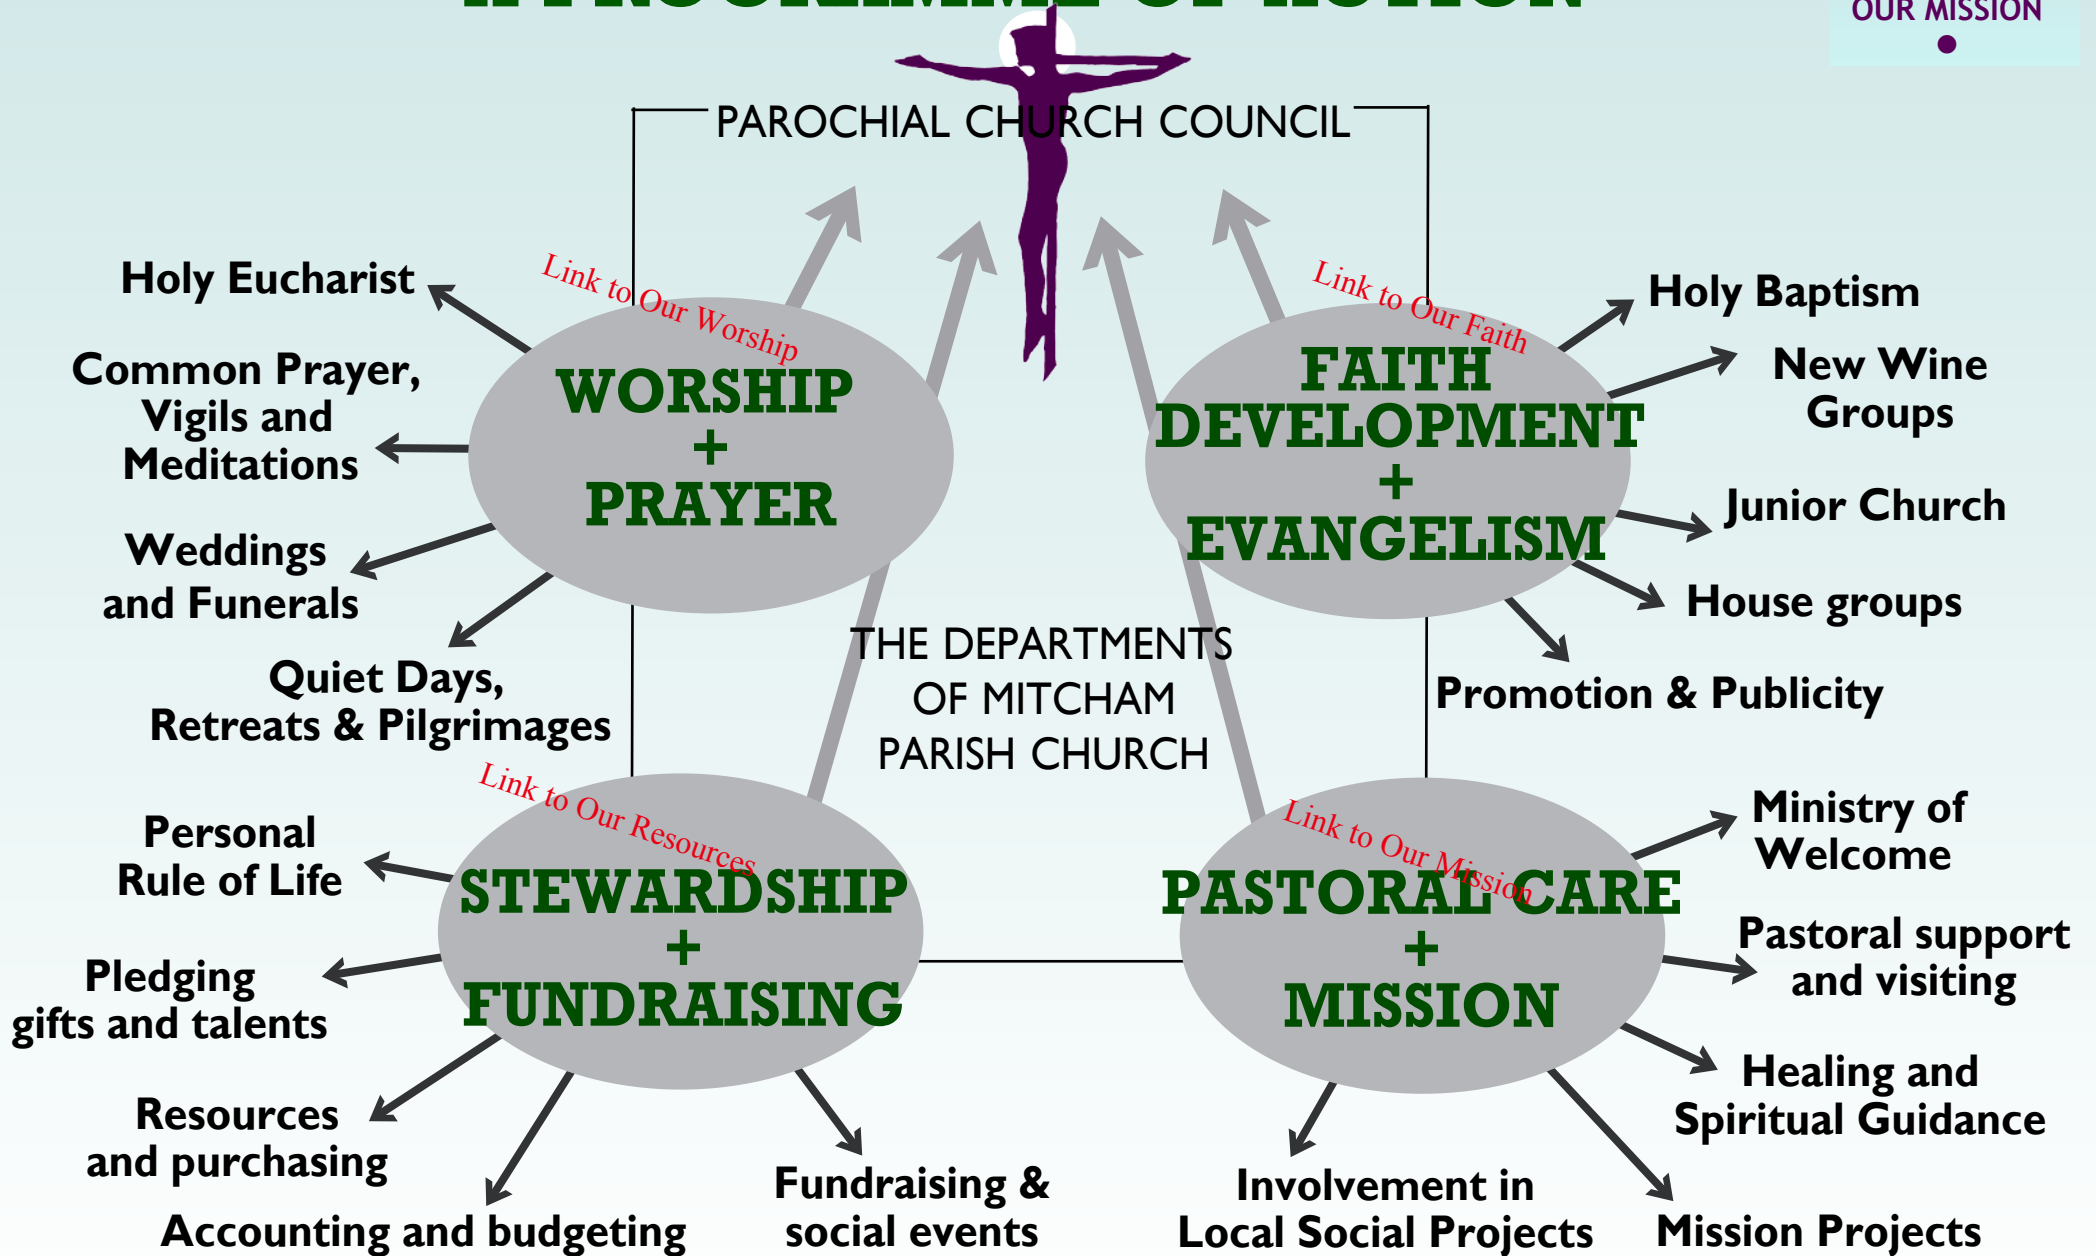 A PROGRAMME OF ACTION
OUR MISSION
PAROCHIAL CHURCH COUNCIL
Link to Our Worship
WORSHIP
+
PRAYER
Holy Eucharist
Common Prayer,
Vigils and
Meditations
Weddings
and Funerals
Quiet Days,
Retreats & Pilgrimages
Link to Our Faith
FAITH
DEVELOPMENT
+
EVANGELISM
Holy Baptism
New Wine
Groups
Junior Church
House groups
Promotion & Publicity
THE DEPARTMENTS
OF MITCHAM
PARISH CHURCH
Link to Our Resources
STEWARDSHIP
+
FUNDRAISING
Personal
Rule of Life
Pledging
gifts and talents
Resources
and purchasing
Accounting and budgeting
Fundraising &
social events
Link to Our Mission
PASTORAL CARE
+
MISSION
Ministry of
Welcome
Pastoral support
and visiting
Healing and
Spiritual Guidance
Involvement in
Local Social Projects
Mission Projects